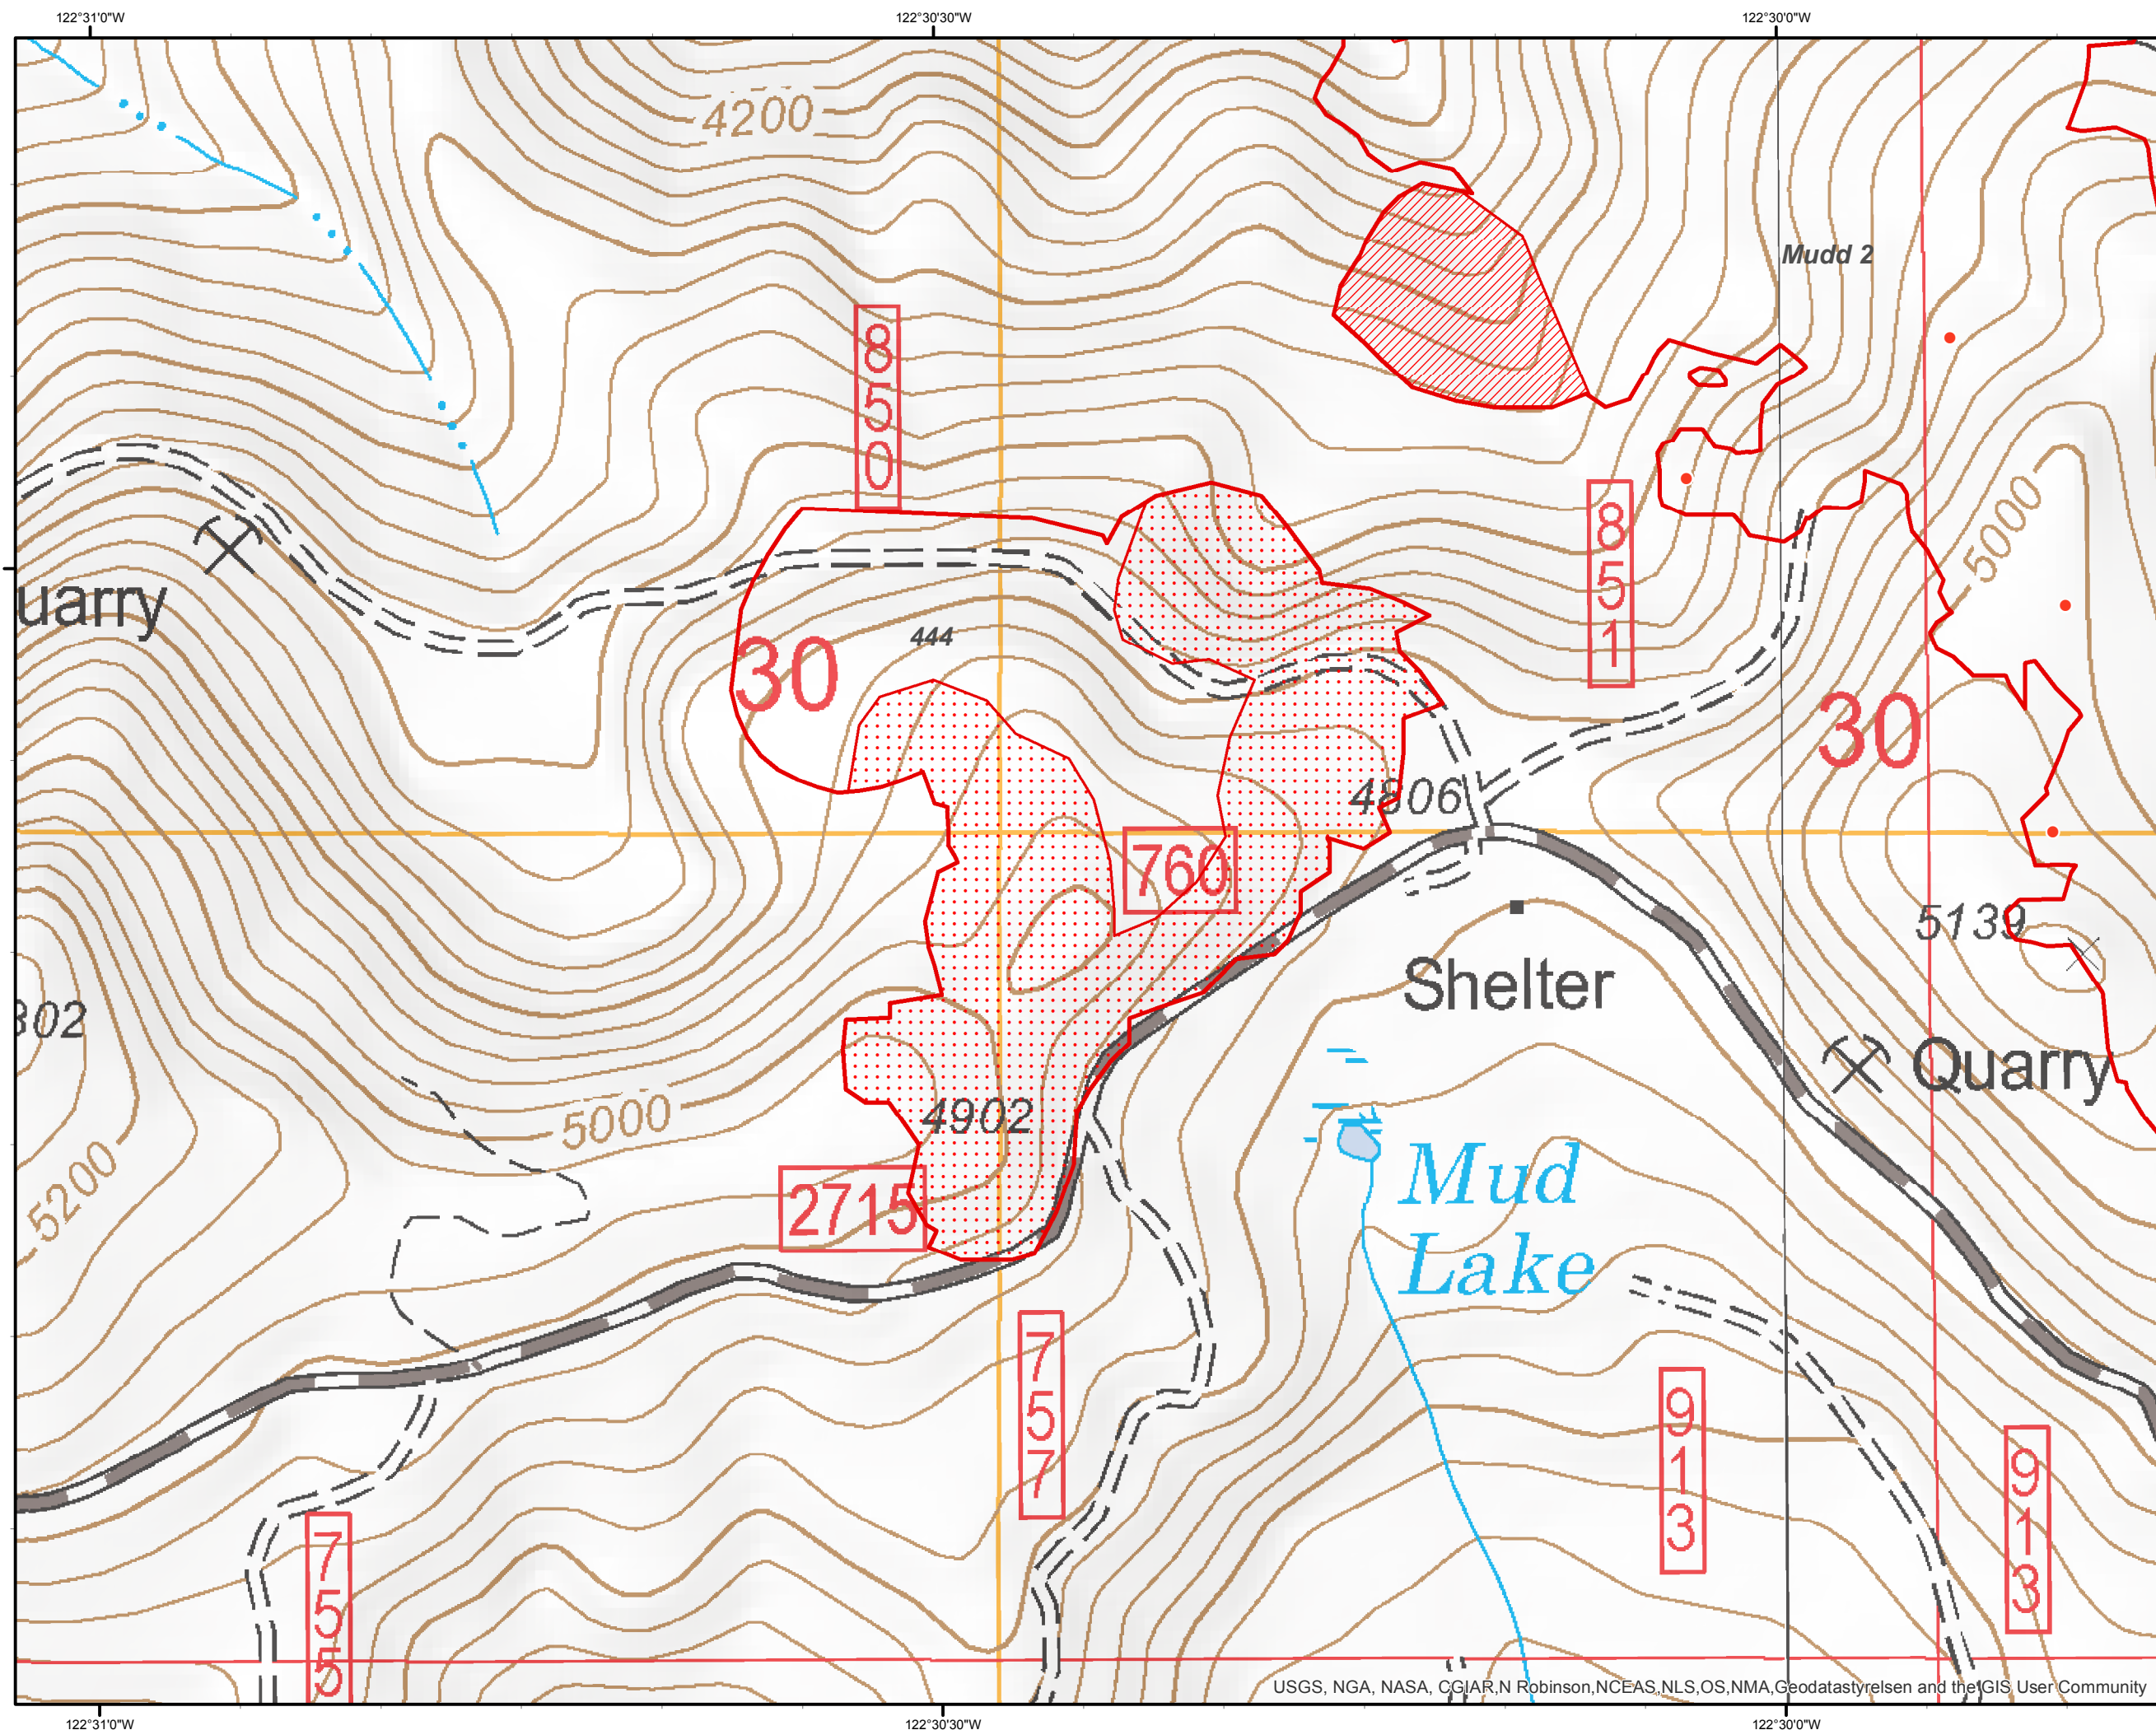 122°31'0"W
122°30'30"W
122°30'0"W
4200
Mudd 2
850
5000
851
uarry
444
30
30
4806
760
5139
Shelter
302
Quarry
5000
4902
Mud
Lake
5200
2715
757
913
913
755
USGS, NGA, NASA, CGIAR,N Robinson,NCEAS,NLS,OS,NMA,Geodatastyrelsen and the GIS User Community
122°31'0"W
122°30'30"W
122°30'0"W